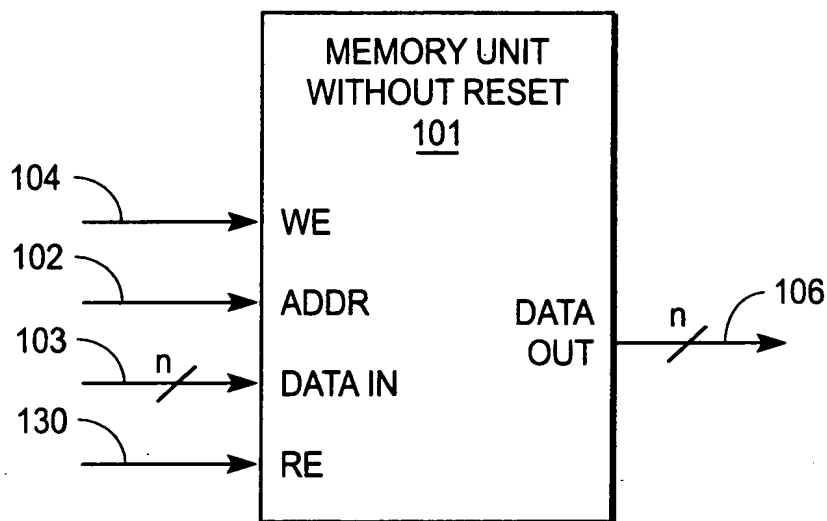 MEMORY UNIT
WITHOUT RESET
101
104
WE
102
ADDR
103
n
DATA IN
130
RE
DATA
OUT
n
106